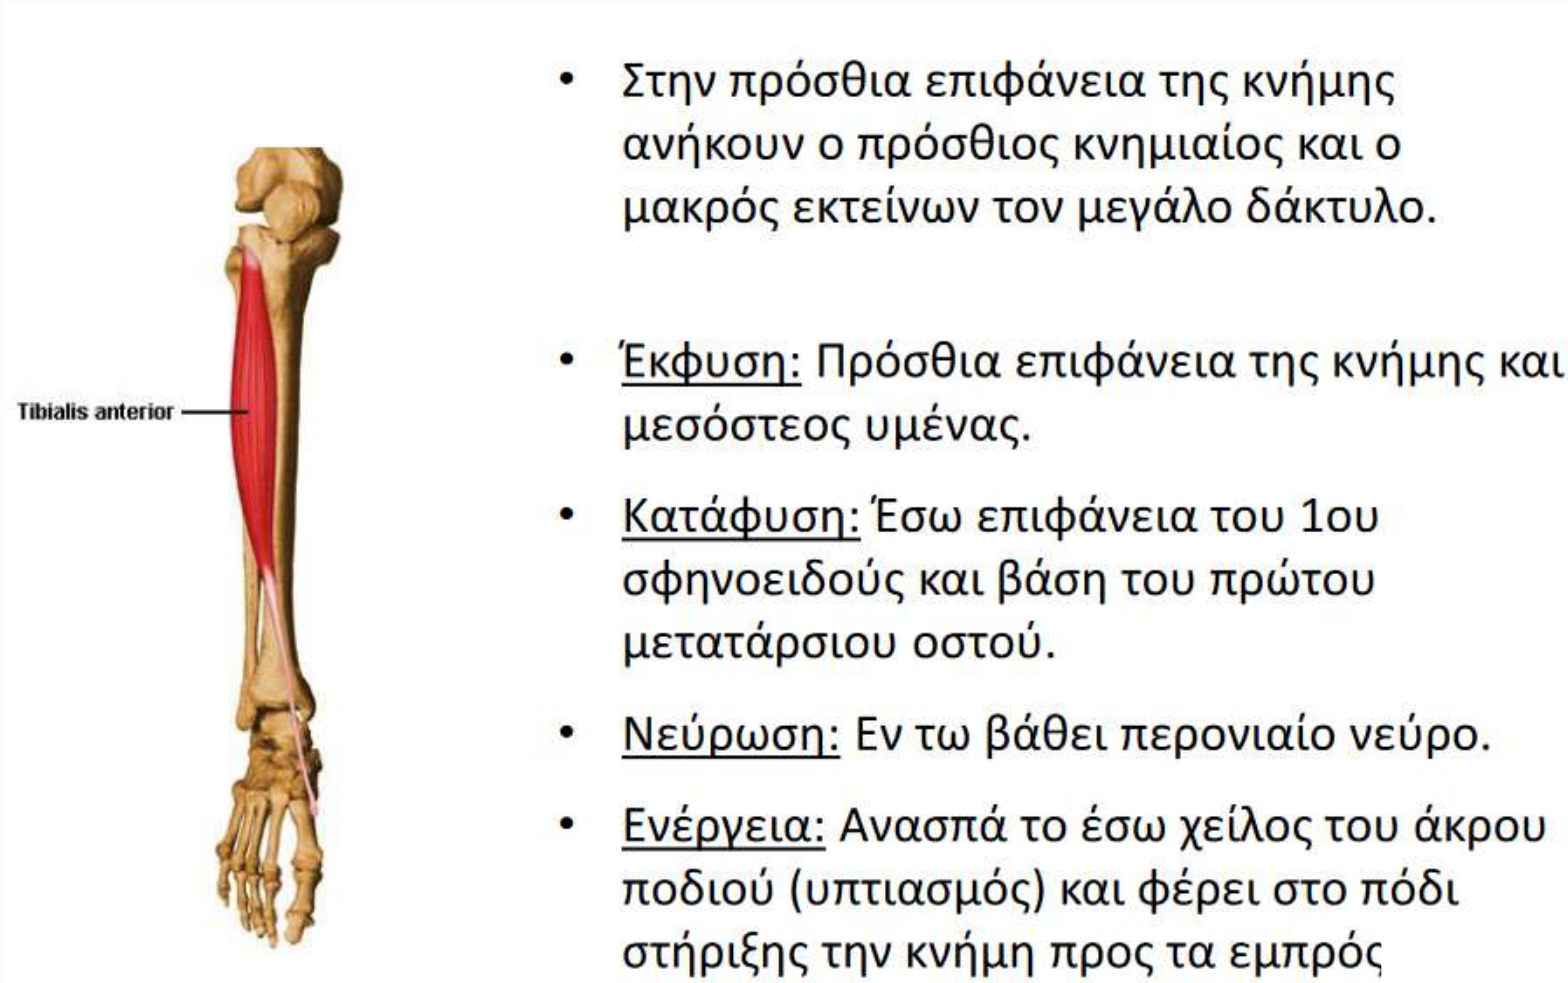 • Στην πρόσθια επιφάνεια της κνήμης
ανήκουν ο πρόσθιος κνημιαίος και ο
μακρός εκτείνων τον μεγάλο δάκτυλο.
• Έκφυση: Πρόσθια επιφάνεια της κνήμης και
μεσόστεος υμένας.
Tibialis anterior
• Κατάφυση: Έσω επιφάνεια του 1ου
σφηνοειδούς και βάση του πρώτου
μετατάρσιου οστού.
• Νεύρωση: Εν τω βάθει περονιαίο νεύρο.
• Ενέργεια: Ανασπά το έσω χείλος του άκρου
ποδιού (υπτιασμός) και φέρει στο πόδι
στήριξης την κνήμη προς τα εμπρός